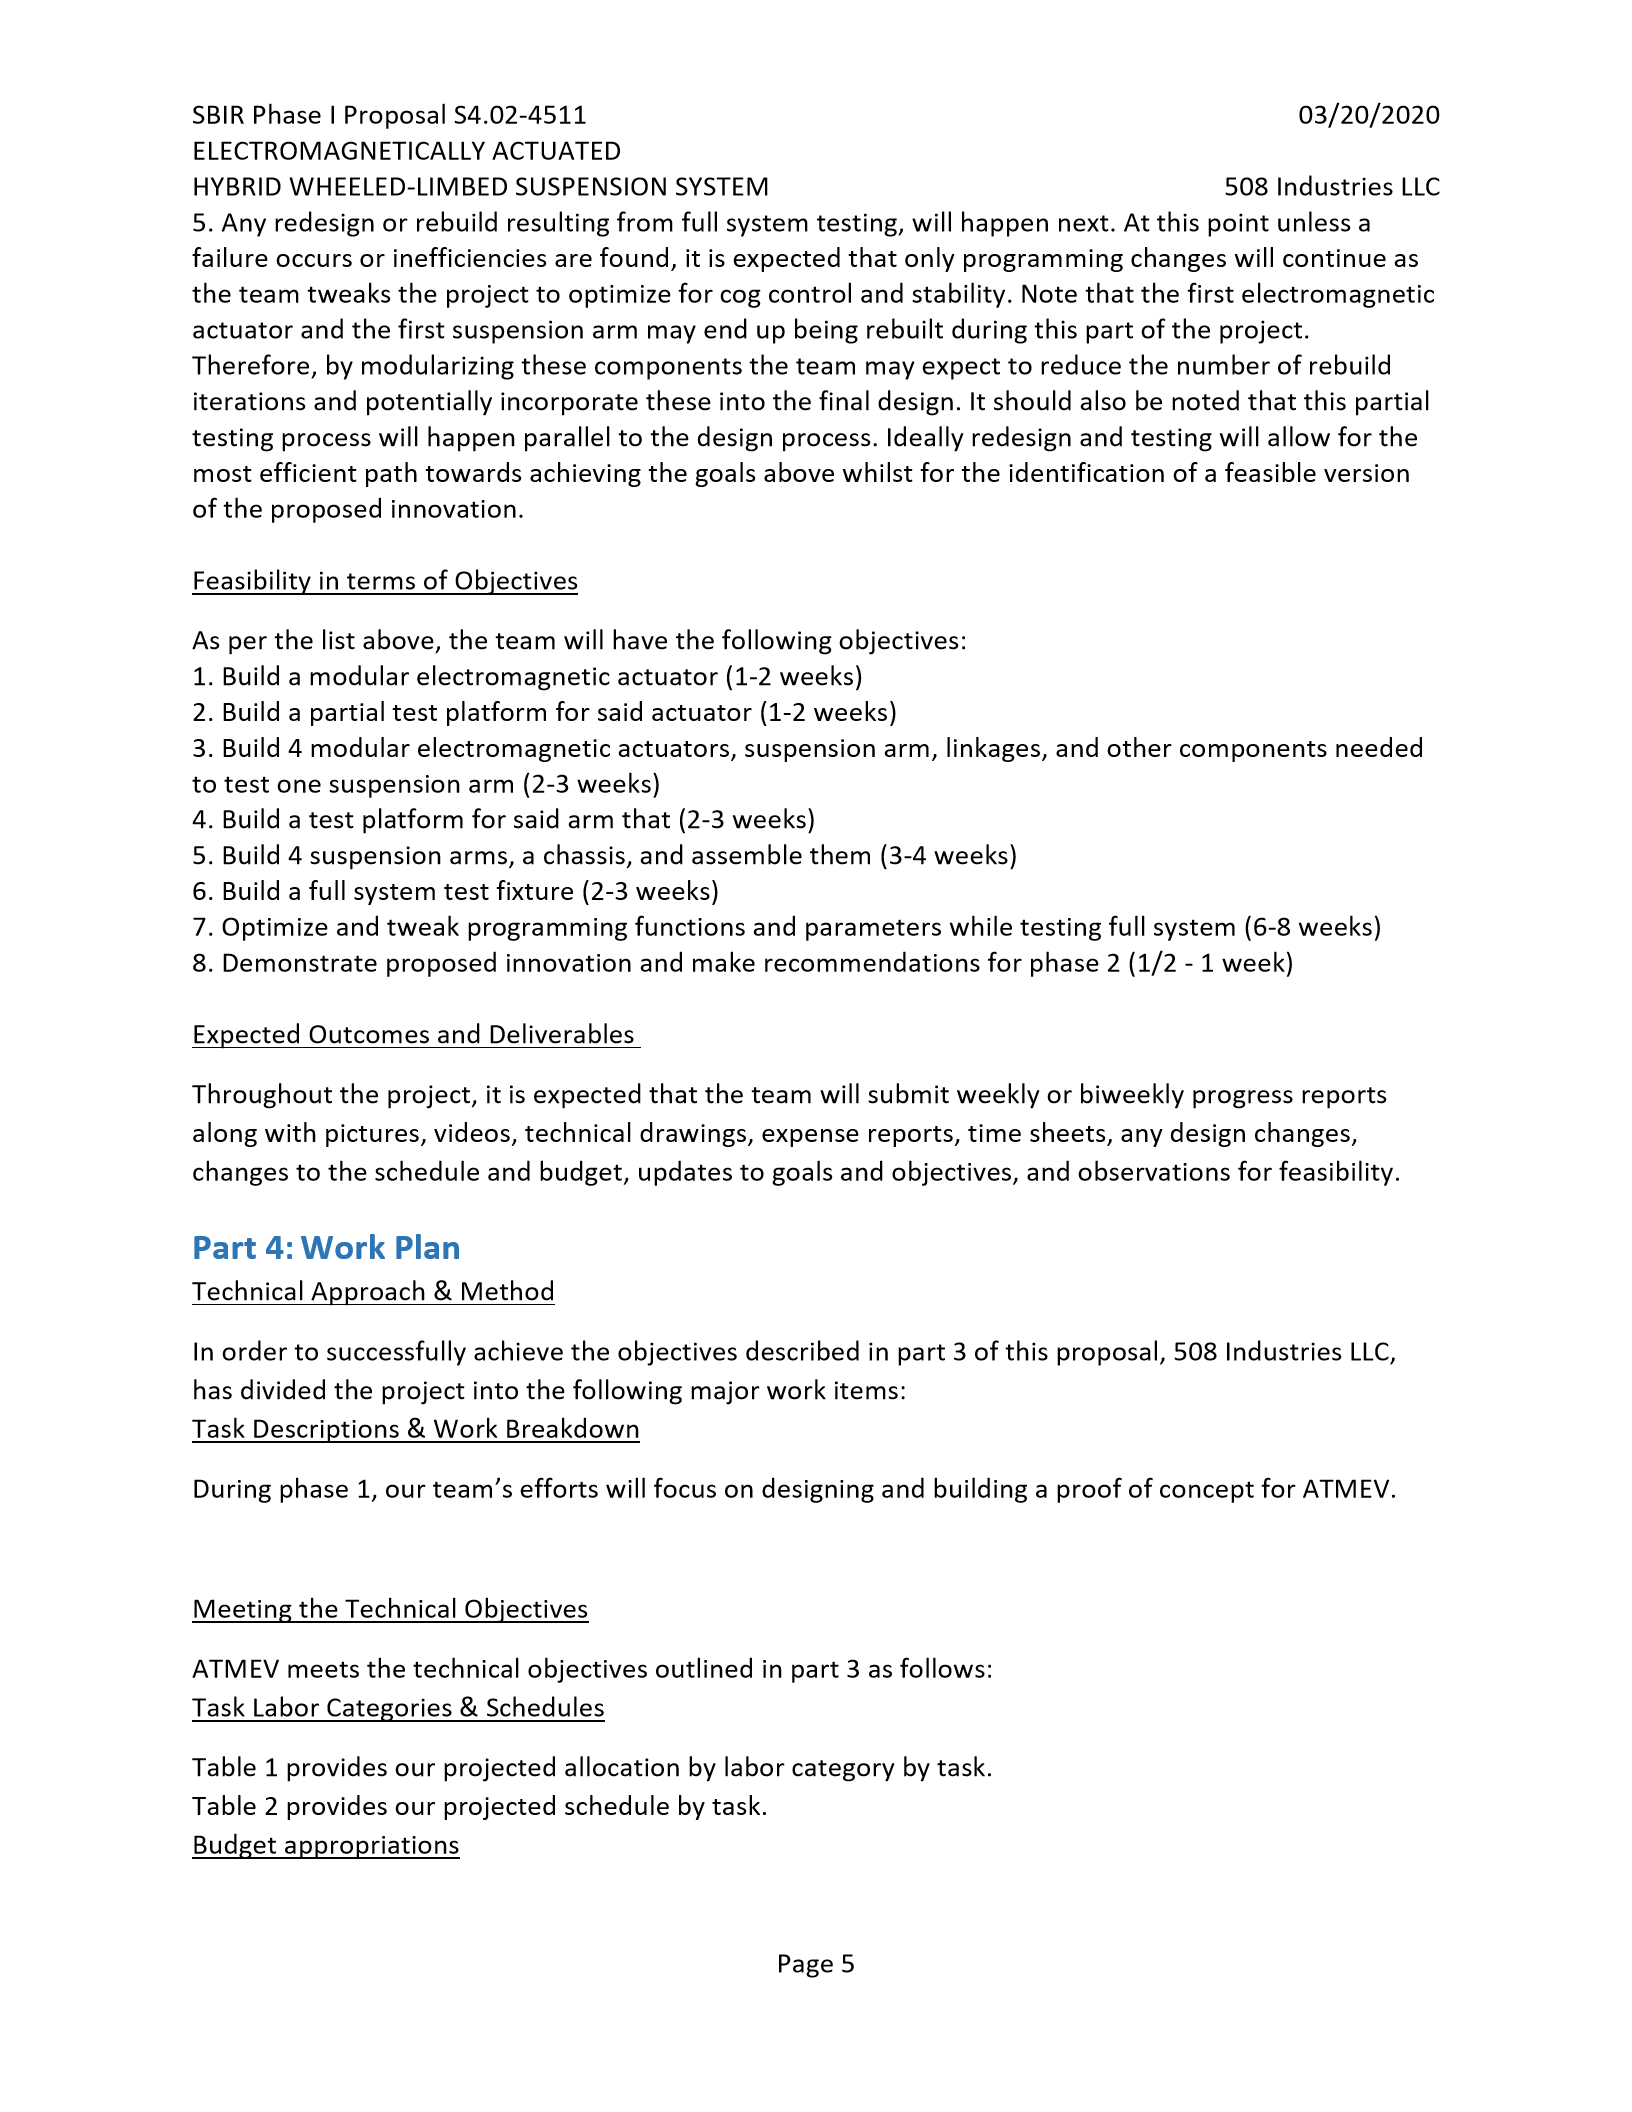 SBIR Phase I Proposal S4.02-4511 03/20/2020
ELECTROMAGNETICALLY ACTUATED
HYBRID WHEELED-LIMBED SUSPENSION SYSTEM 508 Industries LLC
5. Any redesign or rebuild resulting from full system testing, will happen next. At this point unless a
failure occurs or inefficiencies are found, it is expected that only programming changes will continue as
the team tweaks the project to optimize for cog control and stability. Note that the first electromagnetic
actuator and the first suspension arm may end up being rebuilt during this part of the project.
Therefore, by modularizing these components the team may expect to reduce the number of rebuild
iterations and potentially incorporate these into the final design. It should also be noted that this partial
testing process will happen parallel to the design process. Ideally redesign and testing will allow for the
most efficient path towards achieving the goals above whilst for the identification of a feasible version
of the proposed innovation.
Feasibility in terms of Objectives
As per the list above, the team will have the following objectives:
1. Build a modular electromagnetic actuator (1-2 weeks)
2. Build a partial test platform for said actuator (1-2 weeks)
3. Build 4 modular electromagnetic actuators, suspension arm, linkages, and other components needed
to test one suspension arm (2-3 weeks)
4. Build a test platform for said arm that (2-3 weeks)
5. Build 4 suspension arms, a chassis, and assemble them (3-4 weeks)
6. Build a full system test fixture (2-3 weeks)
7. Optimize and tweak programming functions and parameters while testing full system (6-8 weeks)
8. Demonstrate proposed innovation and make recommendations for phase 2 (1/2 - 1 week)
Expected Outcomes and Deliverables
Throughout the project, it is expected that the team will submit weekly or biweekly progress reports
along with pictures, videos, technical drawings, expense reports, time sheets, any design changes,
changes to the schedule and budget, updates to goals and objectives, and observations for feasibility.
Part 4: Work Plan
Technical Approach & Method
In order to successfully achieve the objectives described in part 3 of this proposal, 508 Industries LLC,
has divided the project into the following major work items:
Task Descriptions & Work Breakdown
During phase 1, our team’s efforts will focus on designing and building a proof of concept for ATMEV.
Meeting the Technical Objectives
ATMEV meets the technical objectives outlined in part 3 as follows:
Task Labor Categories & Schedules
Table 1 provides our projected allocation by labor category by task.
Table 2 provides our projected schedule by task.
Budget appropriations
Page 5